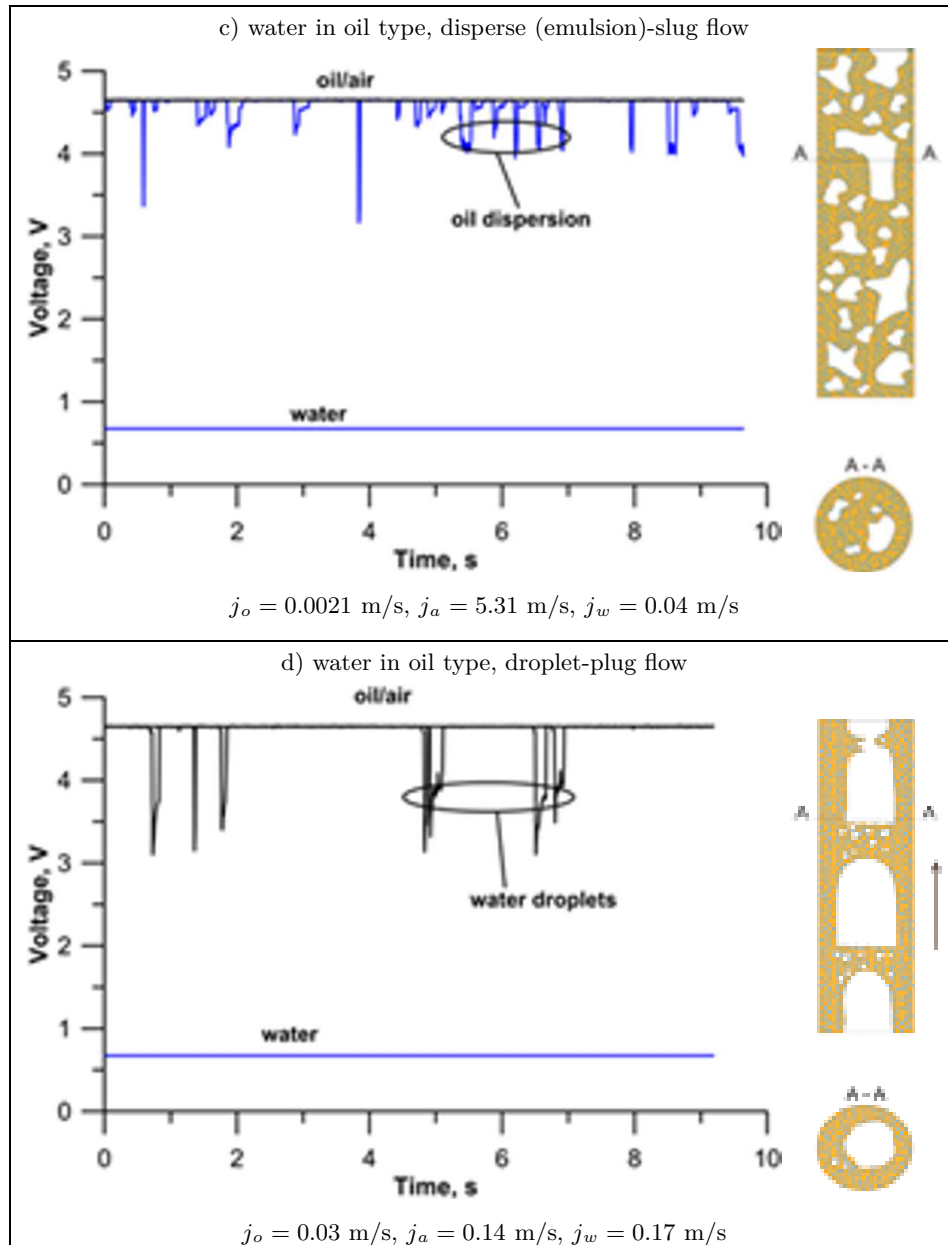 c) water in oil type, disperse (emulsion)-slug flow
oil/air
oil dispersion
water
Voltage, V
5
4
3
2
1
0
0 2 4 6 8 10
Time, s
A A
A - A
j_o = 0.0021 m/s, j_a = 5.31 m/s, j_w = 0.04 m/s
d) water in oil type, droplet-plug flow
oil/air
water droplets
water
Voltage, V
5
4
3
2
1
0
0 2 4 6 8 10
Time, s
A A
A - A
j_o = 0.03 m/s, j_a = 0.14 m/s, j_w = 0.17 m/s